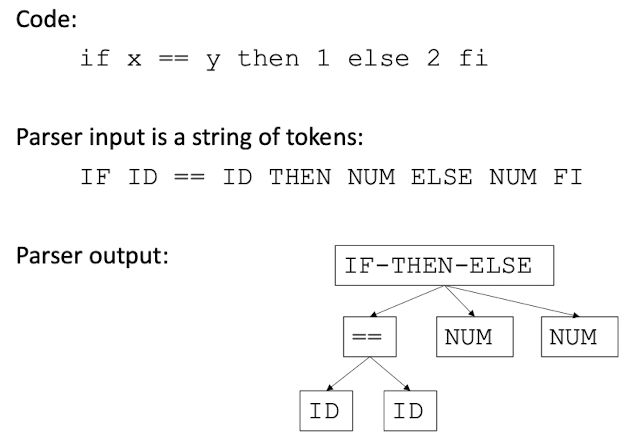 Code:
if x == y then 1 else 2 fi
Parser input is a string of tokens:
IF ID == ID THEN NUM ELSE NUM FI
Parser output:
IF-THEN-ELSE
== NUM NUM
ID ID